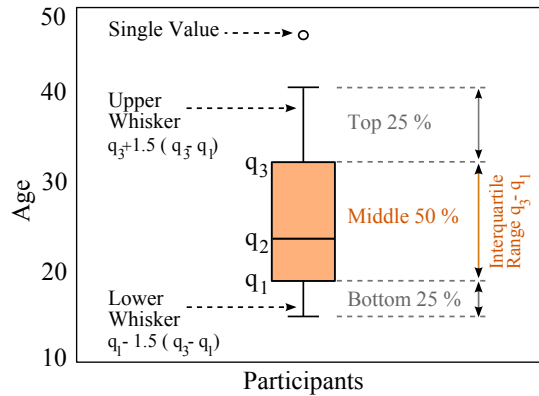 50
Single Value
40
Upper
Whisker
q3+1.5 ( q3- q1)
Top 25 %
q3
30
Age
Middle 50 %
Interquartile
Range q3- q1
q2
20
q1
Lower
Whisker
q1- 1.5 ( q3 - q1)
Bottom 25 %
10
Participants